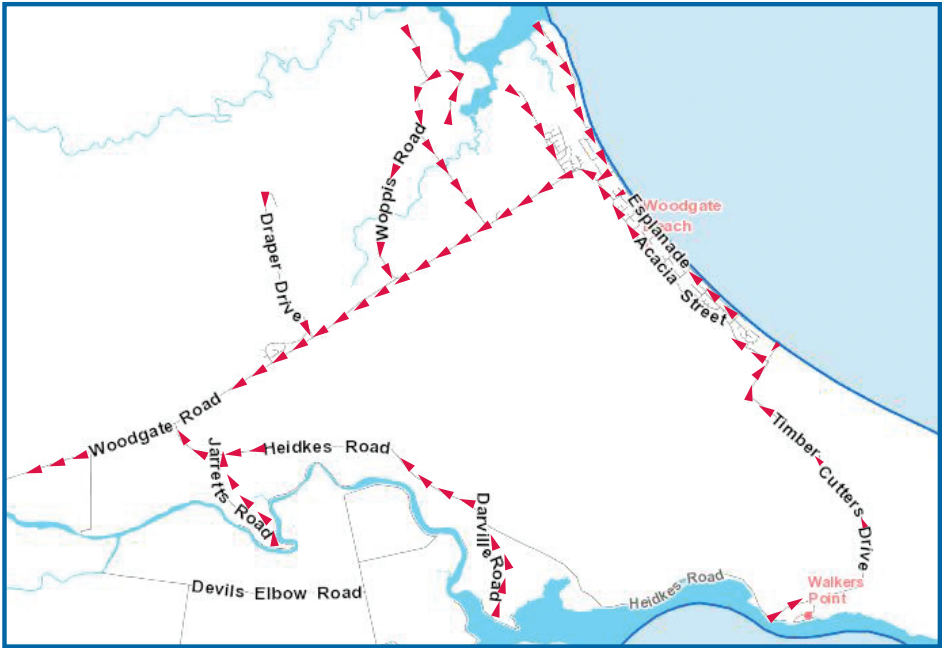 Woppis Road
Draper Drive
Esplanade
Woodgate
Beach
Acacia Street
Woodgate Road
Jarretts Road
Heidkes Road
Timber Cutters Drive
Darville Road
Devils Elbow Road
Heidkes Road
Walkers
Point